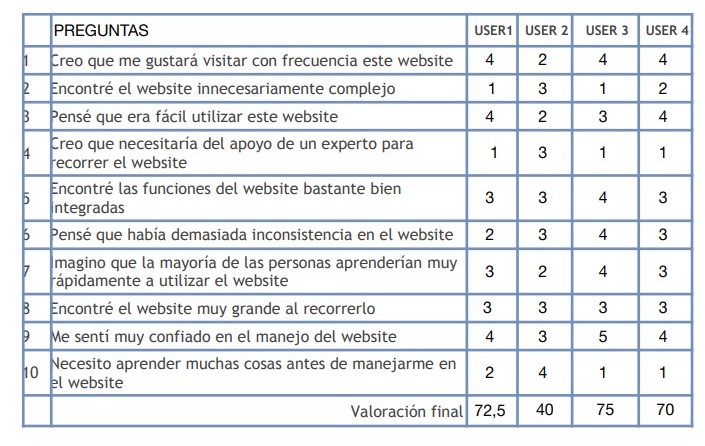 PREGUNTAS USER1 USER 2 USER 3 USER 4
1 Creo que me gustará visitar con frecuencia este website 4 2 4 4
2 Encontré el website innecesariamente complejo 1 3 1 2
3 Pensé que era fácil utilizar este website 4 2 3 4
4 Creo que necesitaría del apoyo de un experto para
recorrer el website 1 3 1 1
5 Encontré las funciones del website bastante bien
integradas 3 3 4 3
6 Pensé que había demasiada inconsistencia en el website 2 3 4 3
7 Imagino que la mayoría de las personas aprenderían muy
rápidamente a utilizar el website 3 2 4 3
8 Encontré el website muy grande al recorrerlo 3 3 3 3
9 Me sentí muy confiado en el manejo del website 4 3 5 4
10 Necesito aprender muchas cosas antes de manejarme en
el website 2 4 1 1
Valoración final 72,5 40 75 70